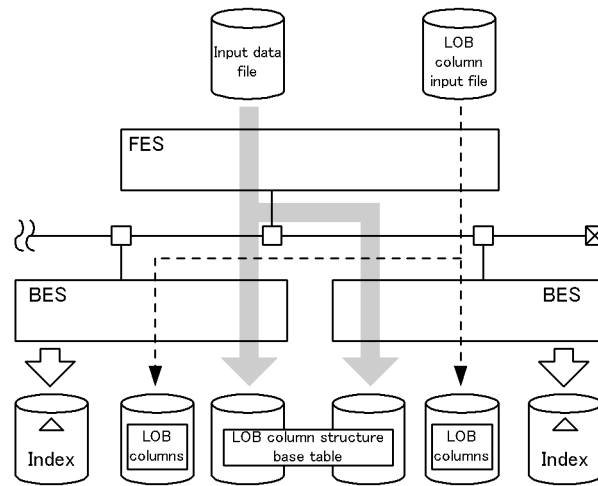 Input data
file
LOB
column
input file
FES
BES
BES
Index
LOB
columns
LOB column structure
base table
LOB
columns
Index